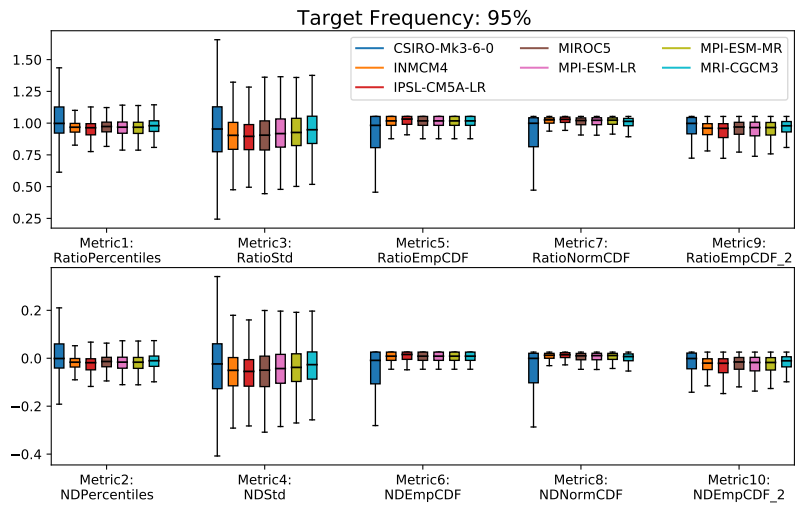 Target Frequency: 95%
CSIRO-Mk3-6-0
INMCM4
IPSL-CM5A-LR
MIROC5
MPI-ESM-LR
MPI-ESM-MR
MRI-CGCM3
1.50
1.25
1.00
0.75
0.50
0.25
Metric1:
RatioPercentiles
Metric3:
RatioStd
Metric5:
RatioEmpCDF
Metric7:
RatioNormCDF
Metric9:
RatioEmpCDF_2
0.2
0.0
−0.2
−0.4
Metric2:
NDPercentiles
Metric4:
NDStd
Metric6:
NDEmpCDF
Metric8:
NDNormCDF
Metric10:
NDEmpCDF_2